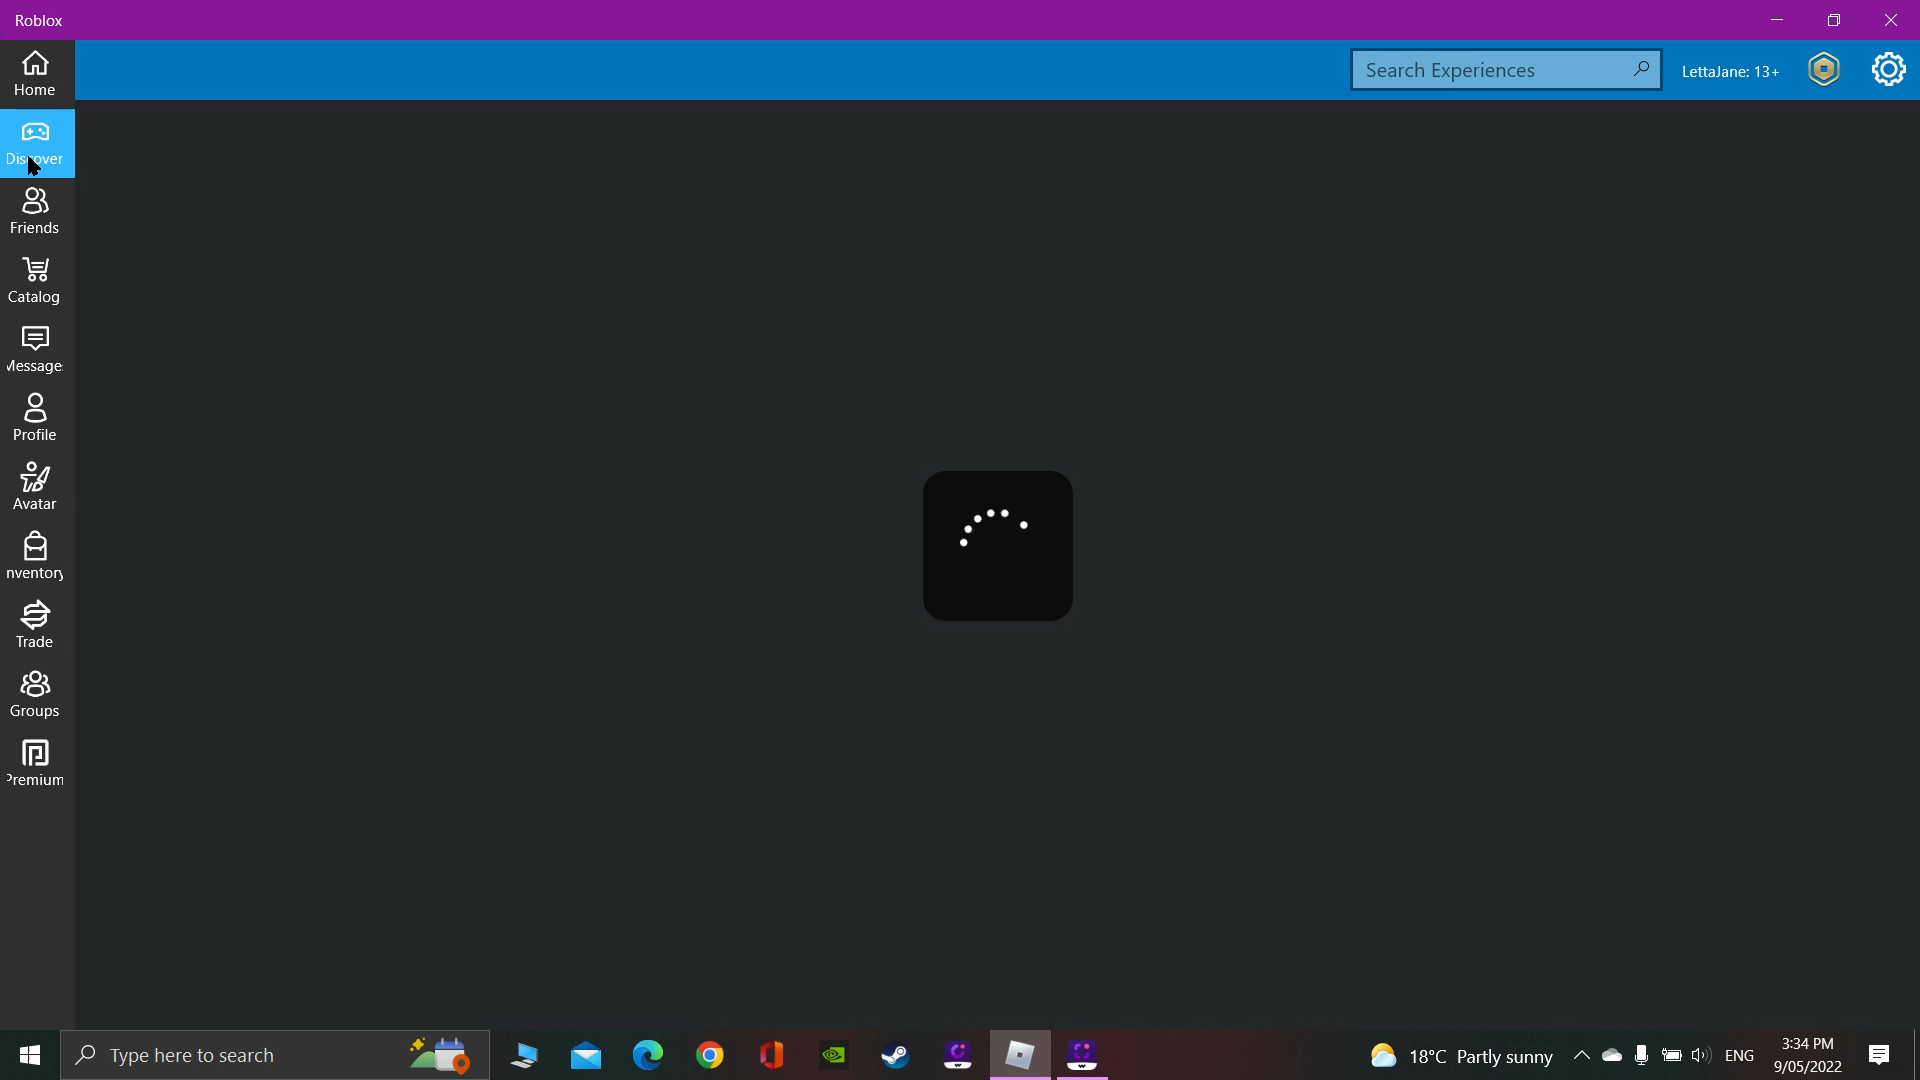 Roblox
Search Experiences
LettaJane: 13+
Home
Discover
Friends
Catalog
Message
Profile
Avatar
nventory
Trade
Groups
Premium
Type here to search
18°C Partly sunny
ENG
3:34 PM
9/05/2022